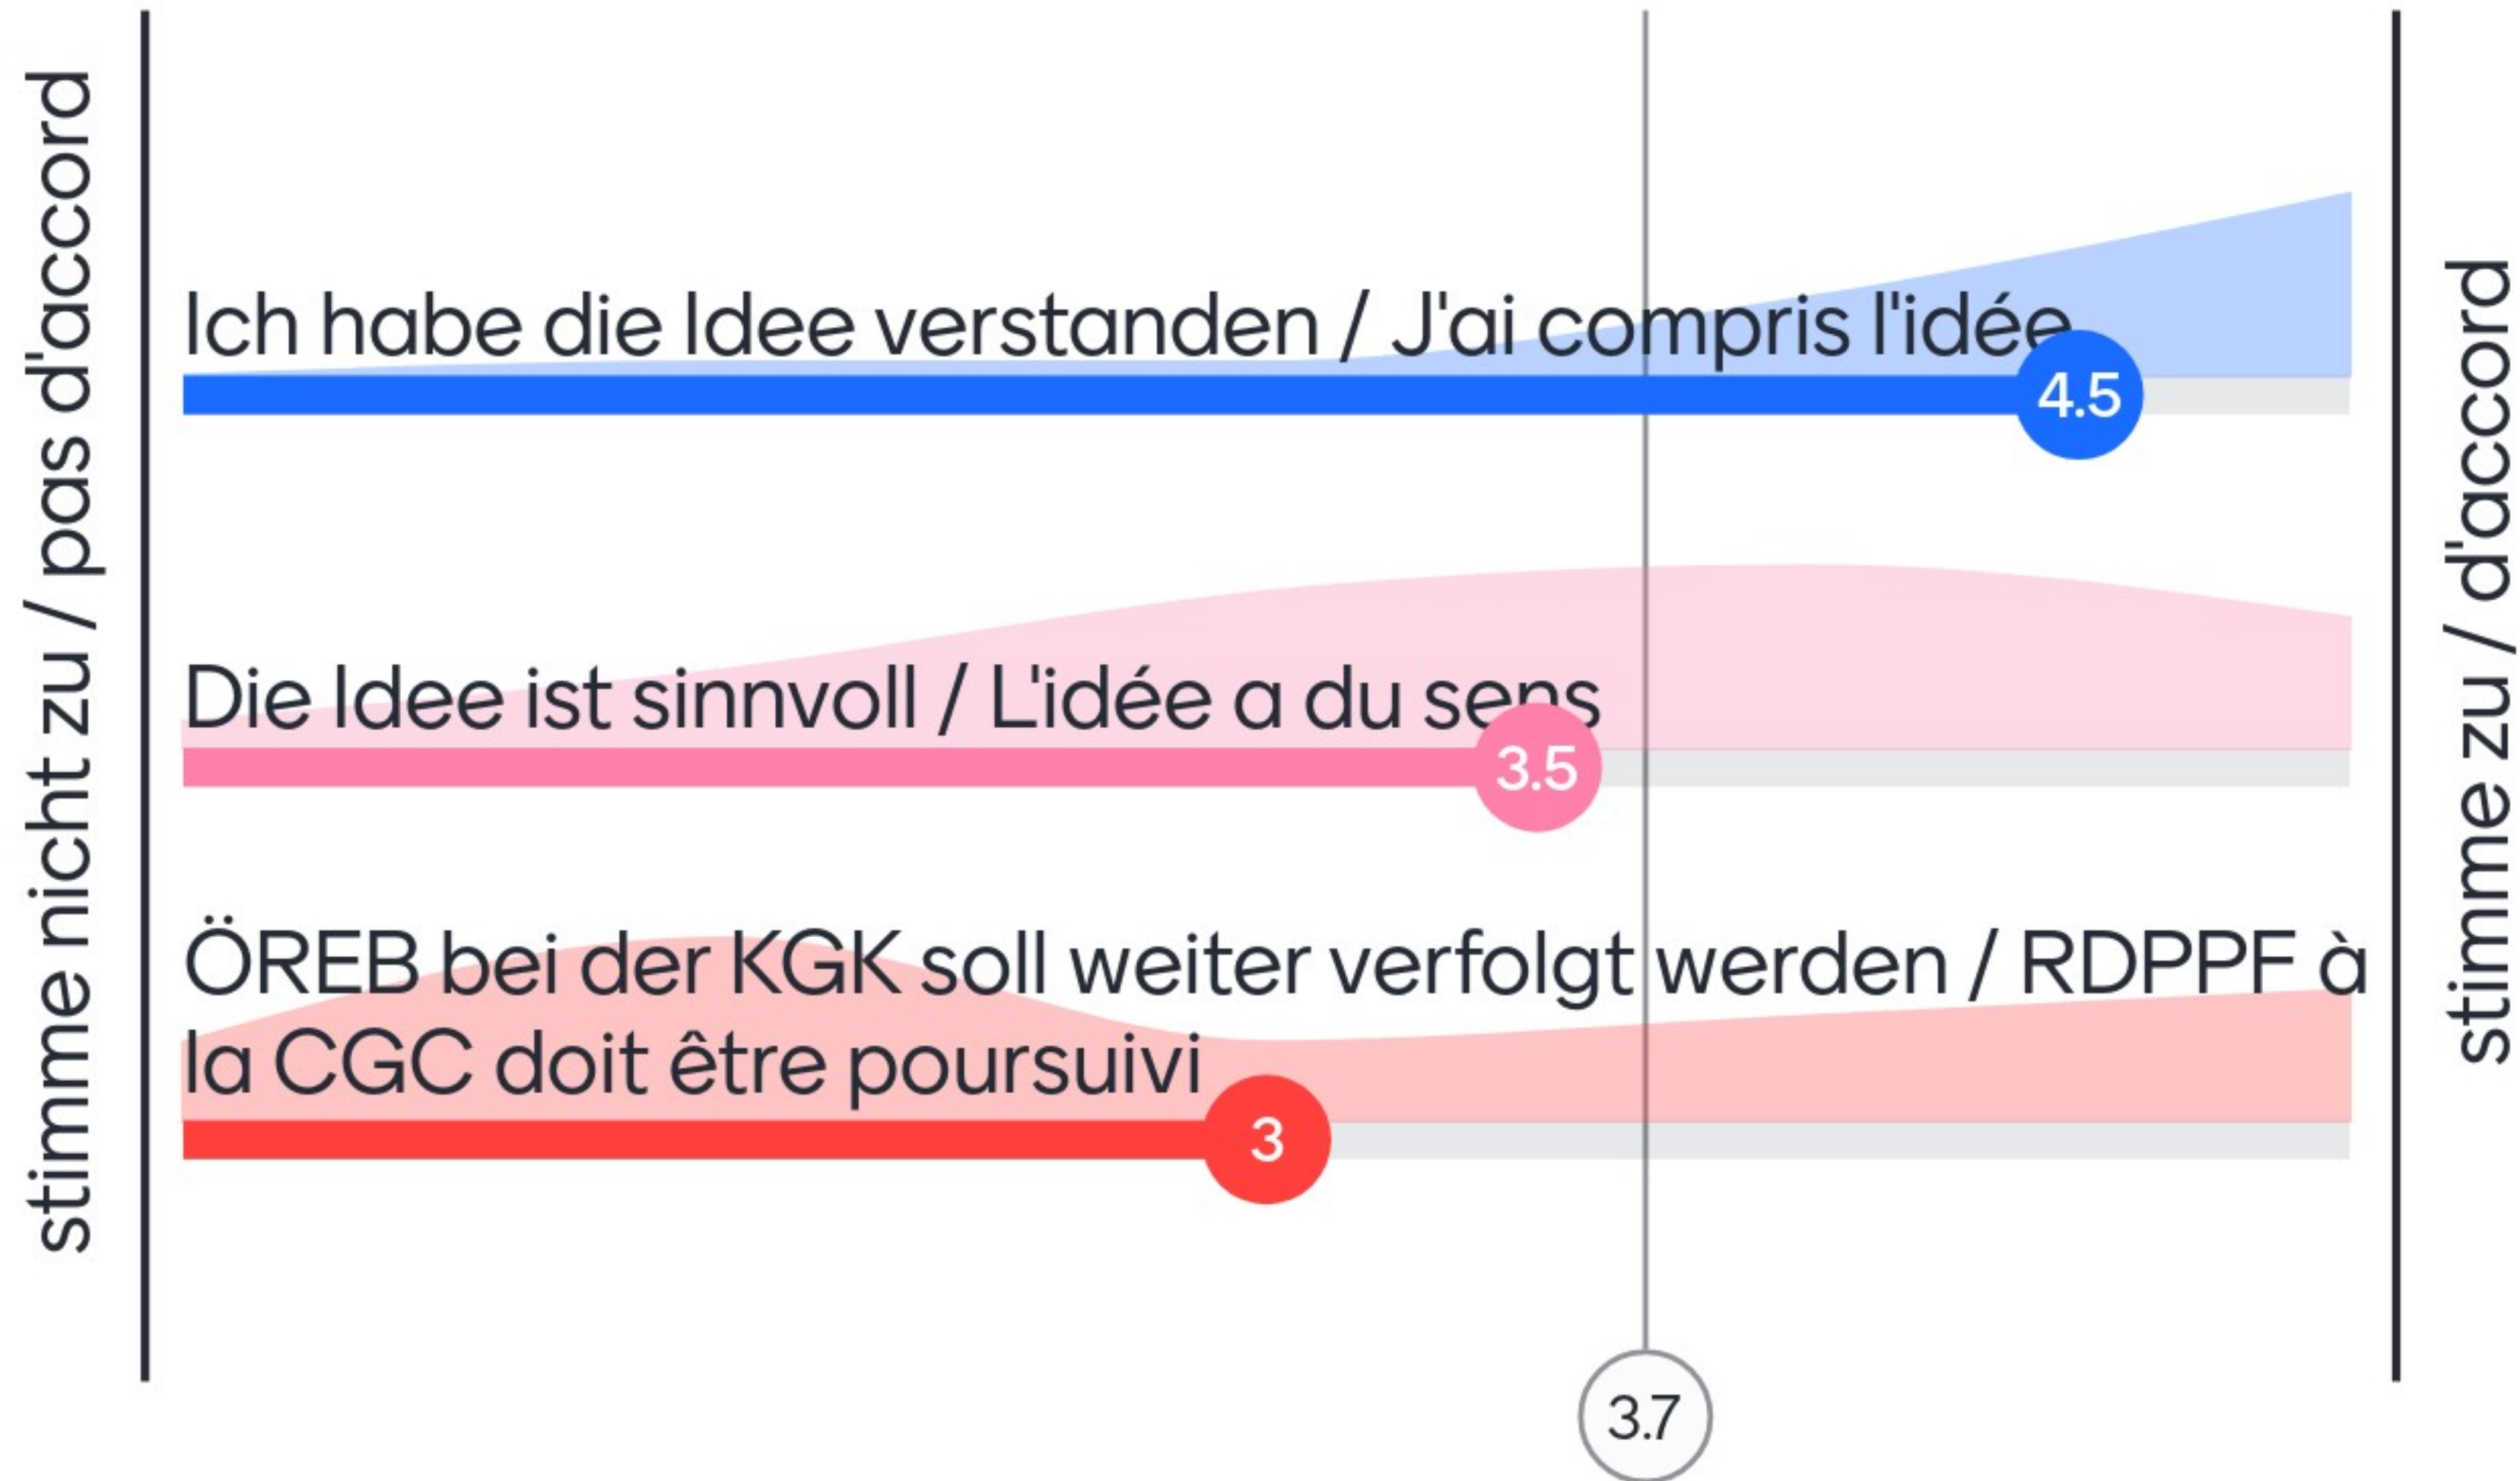 stimme nicht zu / pas d'accord
Ich habe die Idee verstanden / J'ai compris l'idée
4.5
Die Idee ist sinnvoll / L'idée a du sens
3.5
ÖREB bei der KGK soll weiter verfolgt werden / RDPPF à
la CGC doit être poursuivi
3
3.7
stimme zu / d'accord